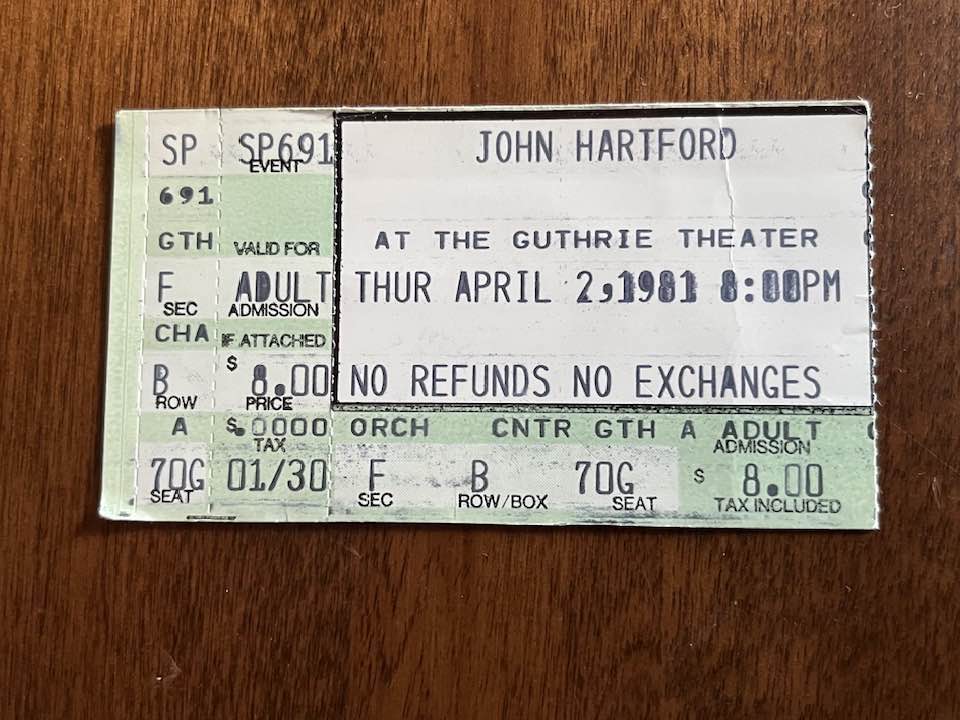 SP SP691 JOHN HARTFORD
EVENT
691
GTH VALID FOR AT THE GUTHRIE THEATER
F ADULT THUR APRIL 2,1981 8:00PM
SEC ADMISSION
CHA IF ATTACHED
B $ 8.00 NO REFUNDS NO EXCHANGES
ROW PRICE
A $.0000 ORCH CNTR GTH A ADULT
TAX ADMISSION
70G 01/30 F B 70G $ 8.00
SEAT SEC ROW/BOX SEAT TAX INCLUDED